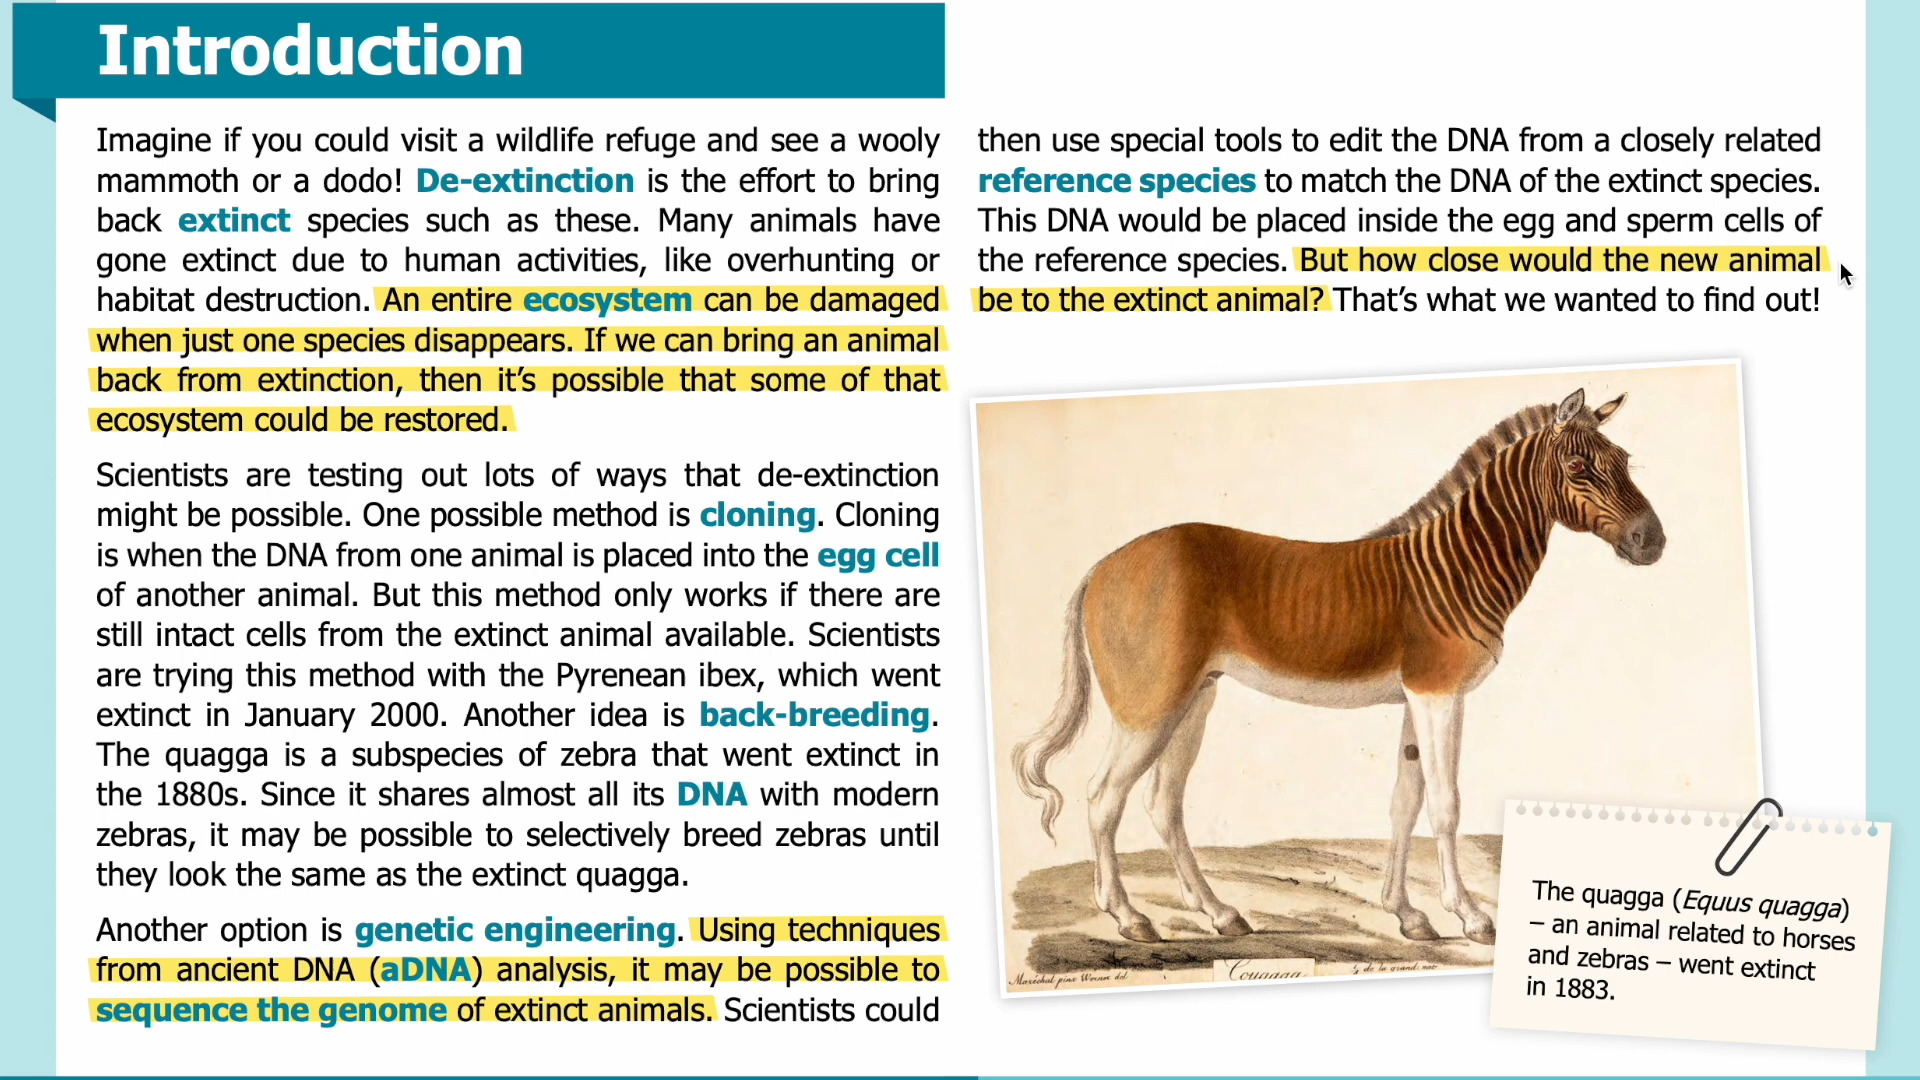 Introduction
Imagine if you could visit a wildlife refuge and see a wooly
mammoth or a dodo! De-extinction is the effort to bring
back extinct species such as these. Many animals have
gone extinct due to human activities, like overhunting or
habitat destruction. An entire ecosystem can be damaged
when just one species disappears. If we can bring an animal
back from extinction, then it’s possible that some of that
ecosystem could be restored.
Scientists are testing out lots of ways that de-extinction
might be possible. One possible method is cloning. Cloning
is when the DNA from one animal is placed into the egg cell
of another animal. But this method only works if there are
still intact cells from the extinct animal available. Scientists
are trying this method with the Pyrenean ibex, which went
extinct in January 2000. Another idea is back-breeding.
The quagga is a subspecies of zebra that went extinct in
the 1880s. Since it shares almost all its DNA with modern
zebras, it may be possible to selectively breed zebras until
they look the same as the extinct quagga.
Another option is genetic engineering. Using techniques
from ancient DNA (aDNA) analysis, it may be possible to
sequence the genome of extinct animals. Scientists could
then use special tools to edit the DNA from a closely related
reference species to match the DNA of the extinct species.
This DNA would be placed inside the egg and sperm cells of
the reference species. But how close would the new animal
be to the extinct animal? That’s what we wanted to find out!
Maréchal pinx Werner del
Couagga
de la grand. nat
The quagga (Equus quagga)
– an animal related to horses
and zebras – went extinct
in 1883.